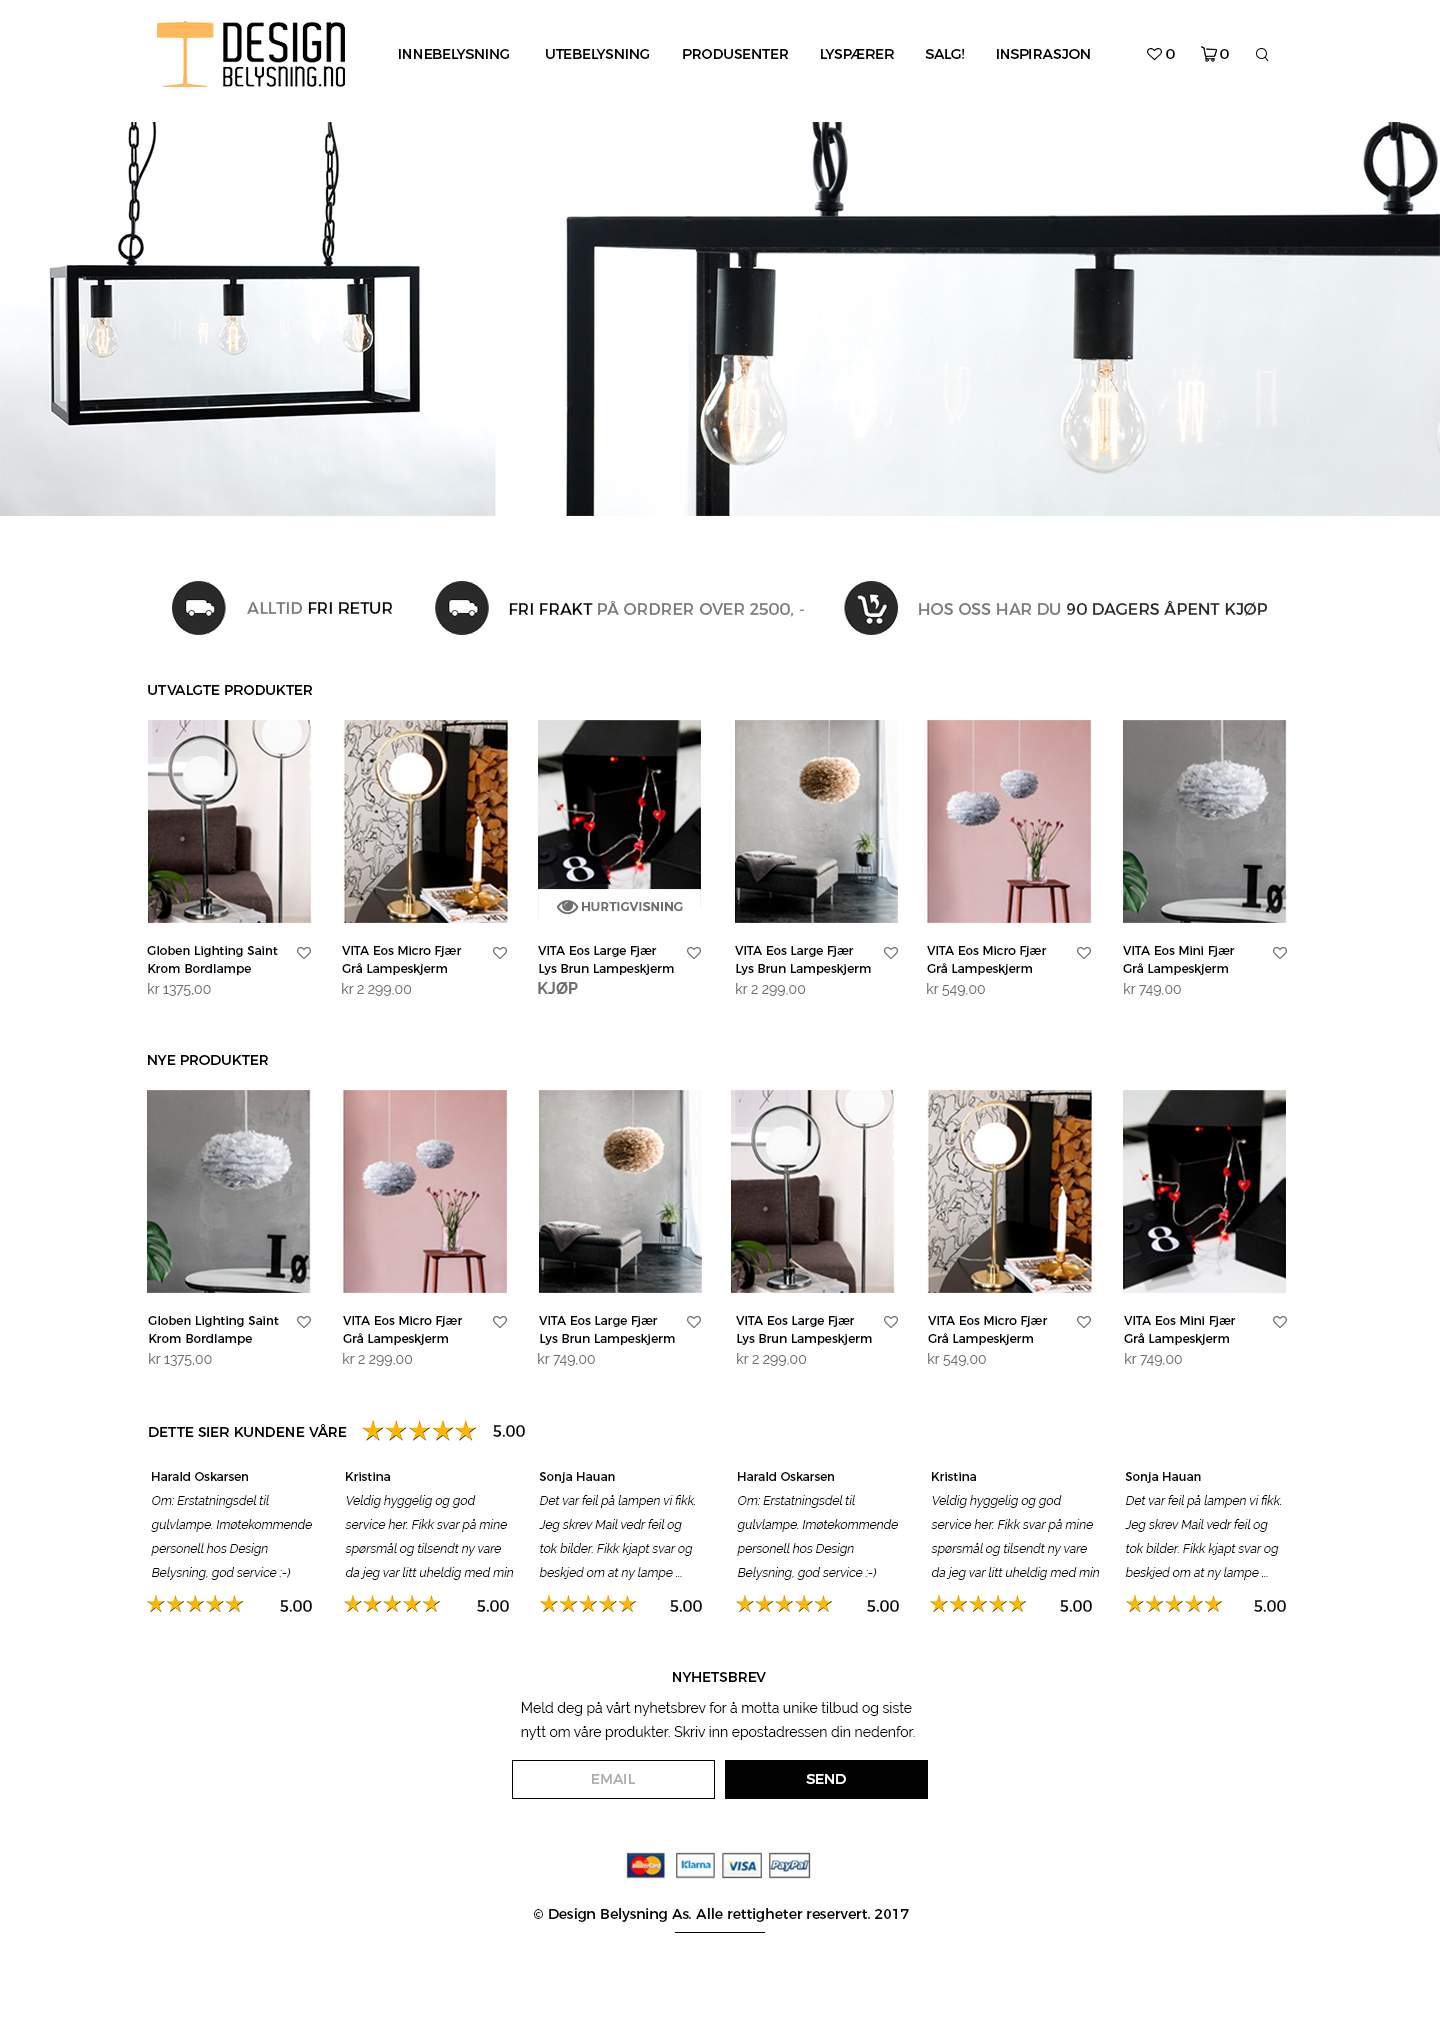 DESIGN
BELYSNING.NO
INNEBELYSNING UTEBELYSNING PRODUSENTER LYSPÆRER SALG! INSPIRASJON 0 0
ALLTID FRI RETUR
FRI FRAKT PÅ ORDRER OVER 2500, -
HOS OSS HAR DU 90 DAGERS ÅPENT KJØP
UTVALGTE PRODUKTER
8
HURTIGVISNING
IØ
Globen Lighting Saint
Krom Bordlampe
kr 1375,00
VITA Eos Micro Fjær
Grå Lampeskjerm
kr 2 299,00
VITA Eos Large Fjær
Lys Brun Lampeskjerm
KJØP
VITA Eos Large Fjær
Lys Brun Lampeskjerm
kr 2 299,00
VITA Eos Micro Fjær
Grå Lampeskjerm
kr 549,00
VITA Eos Mini Fjær
Grå Lampeskjerm
kr 749,00
NYE PRODUKTER
IØ
8
Globen Lighting Saint
Krom Bordlampe
kr 1375,00
VITA Eos Micro Fjær
Grå Lampeskjerm
kr 2 299,00
VITA Eos Large Fjær
Lys Brun Lampeskjerm
kr 749,00
VITA Eos Large Fjær
Lys Brun Lampeskjerm
kr 2 299,00
VITA Eos Micro Fjær
Grå Lampeskjerm
kr 549,00
VITA Eos Mini Fjær
Grå Lampeskjerm
kr 749,00
DETTE SIER KUNDENE VÅRE 5.00
Harald Oskarsen
Om: Erstatningsdel til
gulvlampe. Imøtekommende
personell hos Design
Belysning, god service :-)
5.00
Kristina
Veldig hyggelig og god
service her. Fikk svar på mine
spørsmål og tilsendt ny vare
da jeg var litt uheldig med min
5.00
Sonja Hauan
Det var feil på lampen vi fikk.
Jeg skrev Mail vedr feil og
tok bilder. Fikk kjapt svar og
beskjed om at ny lampe ...
5.00
Harald Oskarsen
Om: Erstatningsdel til
gulvlampe. Imøtekommende
personell hos Design
Belysning, god service :-)
5.00
Kristina
Veldig hyggelig og god
service her. Fikk svar på mine
spørsmål og tilsendt ny vare
da jeg var litt uheldig med min
5.00
Sonja Hauan
Det var feil på lampen vi fikk.
Jeg skrev Mail vedr feil og
tok bilder. Fikk kjapt svar og
beskjed om at ny lampe ...
5.00
NYHETSBREV
Meld deg på vårt nyhetsbrev for å motta unike tilbud og siste
nytt om våre produkter. Skriv inn epostadressen din nedenfor.
EMAIL
SEND
MasterCard Klarna VISA PayPal
© Design Belysning As. Alle rettigheter reservert. 2017